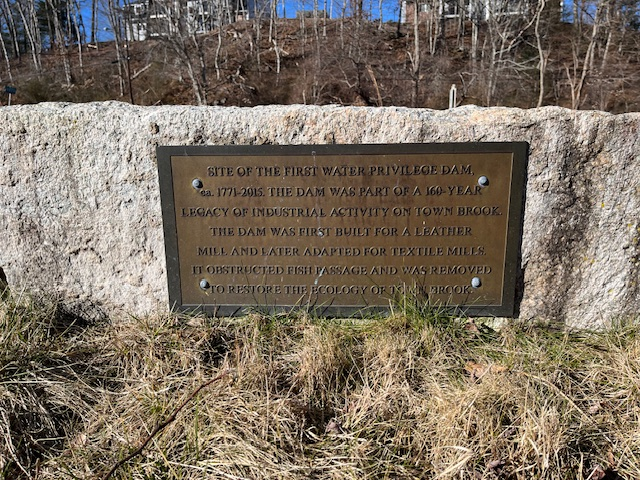 SITE OF THE FIRST WATER PRIVILEGE DAM,
ca. 1771-2015. THE DAM WAS PART OF A 160-YEAR
LEGACY OF INDUSTRIAL ACTIVITY ON TOWN BROOK.
THE DAM WAS FIRST BUILT FOR A LEATHER
MILL AND LATER ADAPTED FOR TEXTILE MILLS.
IT OBSTRUCTED FISH PASSAGE AND WAS REMOVED
TO RESTORE THE ECOLOGY OF TOWN BROOK.